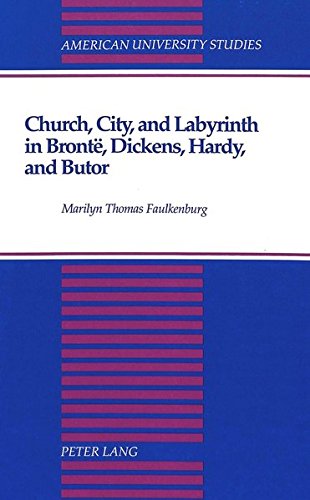 AMERICAN UNIVERSITY STUDIES
Church, City, and Labyrinth
in Brontë, Dickens, Hardy,
and Butor
Marilyn Thomas Faulkenburg
PETER LANG